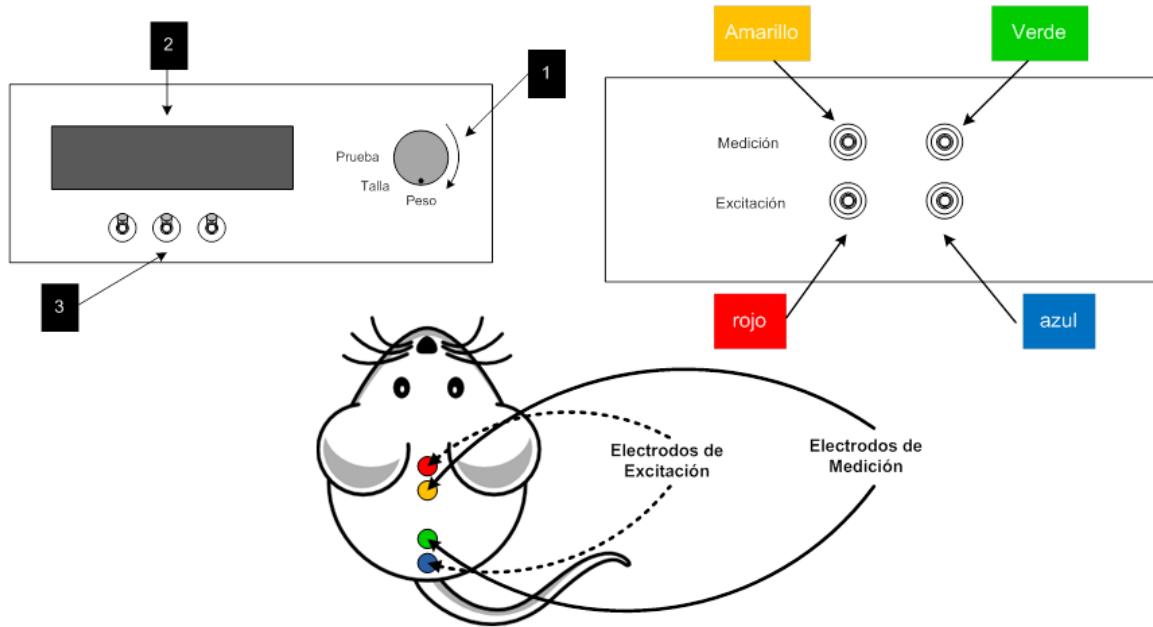 2
1
Prueba
Talla
Peso
3
Amarillo
Verde
Medición
Excitación
rojo
azul
Electrodos de
Excitación
Electrodos de
Medición